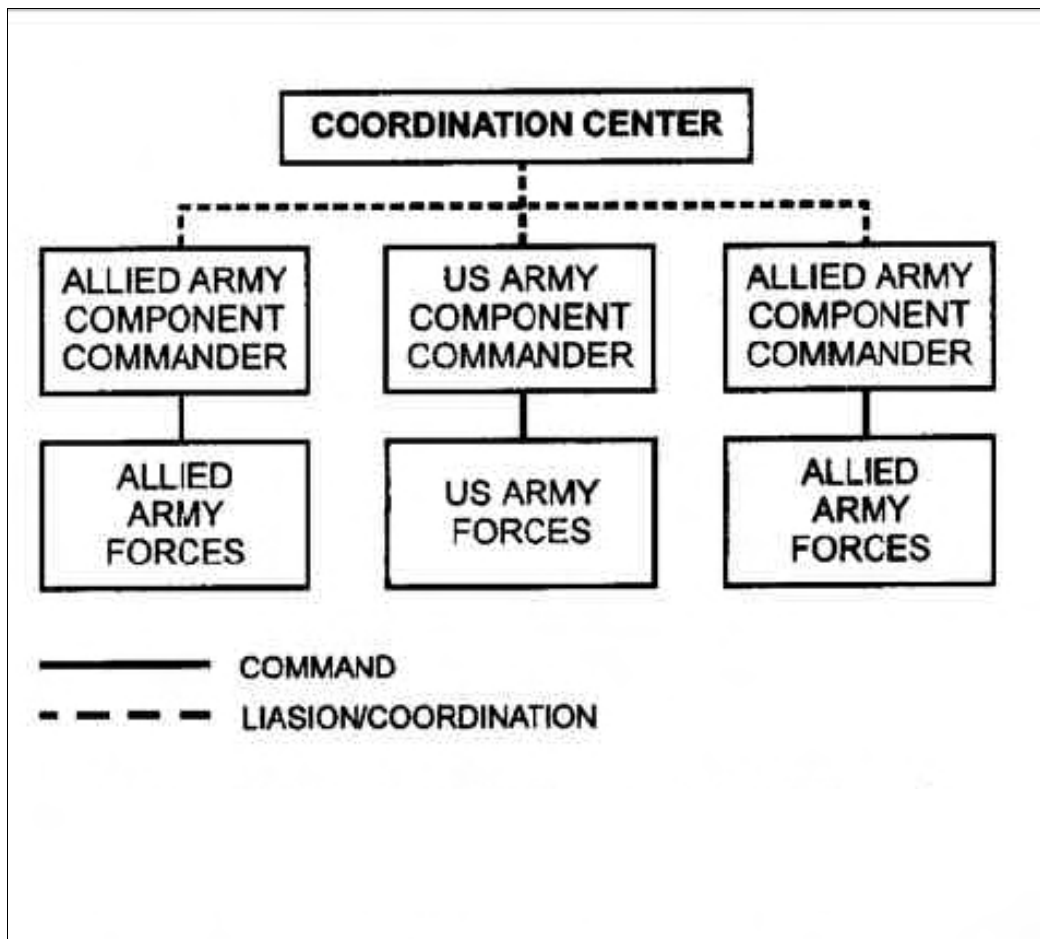 COORDINATION CENTER
ALLIED ARMY
COMPONENT
COMMANDER
US ARMY
COMPONENT
COMMANDER
ALLIED ARMY
COMPONENT
COMMANDER
ALLIED
ARMY
FORCES
US ARMY
FORCES
ALLIED
ARMY
FORCES
COMMAND
LIASION/COORDINATION